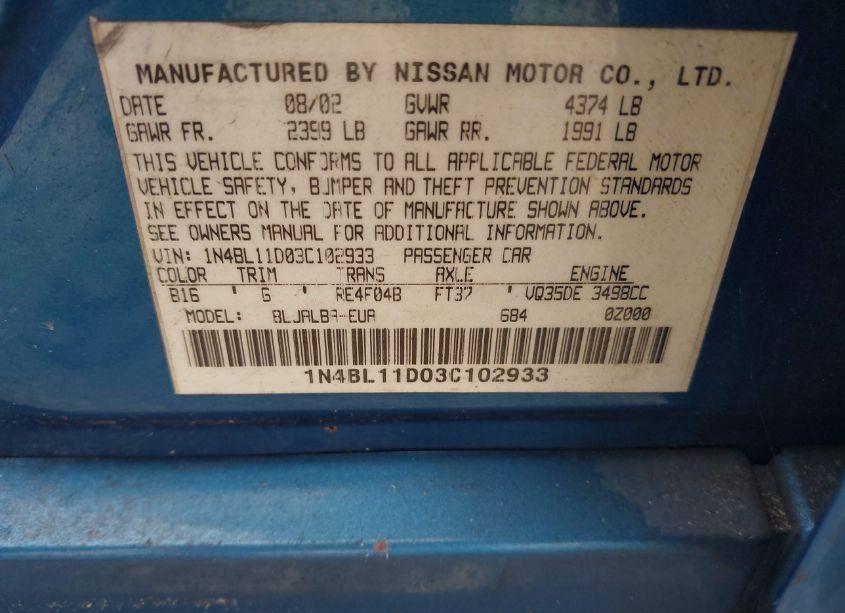 MANUFACTURED BY NISSAN MOTOR CO., LTD.
DATE 08/02 GVWR 4374 LB
GAWR FR. 2399 LB GAWR RR. 1991 LB
THIS VEHICLE CONFORMS TO ALL APPLICABLE FEDERAL MOTOR
VEHICLE SAFETY, BUMPER AND THEFT PREVENTION STANDARDS
IN EFFECT ON THE DATE OF MANUFACTURE SHOWN ABOVE.
SEE OWNERS MANUAL FOR ADDITIONAL INFORMATION.
VIN: 1N4BL11D03C102933 PASSENGER CAR
COLOR TRIM TRANS AXLE ENGINE
B16 ' G ' RE4F04B FT37 ' VQ35DE 3498CC
MODEL: BLJALBA-EUA 684 0Z000
1N4BL11D03C102933